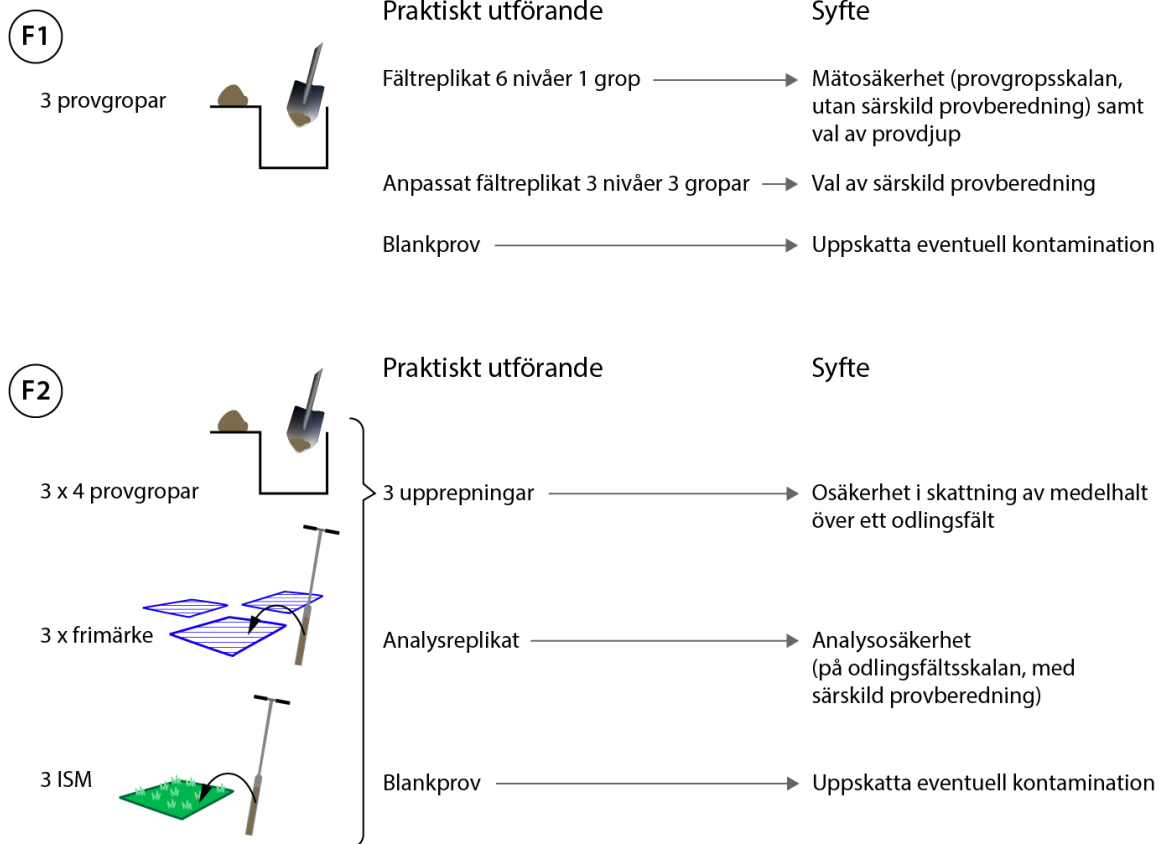 F1
Praktiskt utförande
Syfte
3 provgropar
Fältreplikat 6 nivåer 1 grop
Mätosäkerhet (provgropsskalan,
utan särskild provberedning) samt
val av provdjup
Anpassat fältreplikat 3 nivåer 3 gropar
Val av särskild provberedning
Blankprov
Uppskatta eventuell kontamination
F2
Praktiskt utförande
Syfte
3 x 4 provgropar
3 upprepningar
Osäkerhet i skattning av medelhalt
över ett odlingsfält
3 x frimärke
Analysreplikat
Analysosäkerhet
(på odlingsfältsskalan, med
särskild provberedning)
3 ISM
Blankprov
Uppskatta eventuell kontamination